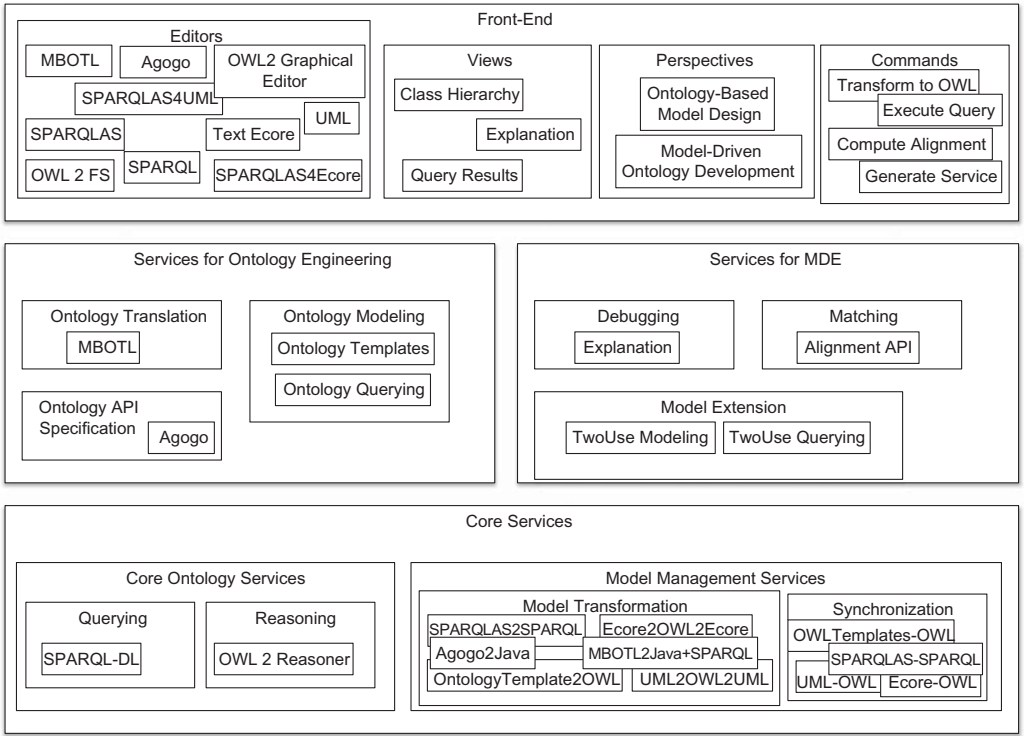 Front-End
Editors
MBOTL
Agogo
OWL2 Graphical
Editor
SPARQLAS4UML
UML
SPARQLAS
Text Ecore
OWL 2 FS
SPARQL
SPARQLAS4Ecore
Views
Class Hierarchy
Explanation
Query Results
Perspectives
Ontology-Based
Model Design
Model-Driven
Ontology Development
Commands
Transform to OWL
Execute Query
Compute Alignment
Generate Service
Services for Ontology Engineering
Ontology Translation
MBOTL
Ontology API
Specification
Agogo
Ontology Modeling
Ontology Templates
Ontology Querying
Services for MDE
Debugging
Explanation
Matching
Alignment API
Model Extension
TwoUse Modeling
TwoUse Querying
Core Services
Core Ontology Services
Querying
SPARQL-DL
Reasoning
OWL 2 Reasoner
Model Management Services
Model Transformation
SPARQLAS2SPARQL
Ecore2OWL2Ecore
Agogo2Java
MBOTL2Java+SPARQL
OntologyTemplate2OWL
UML2OWL2UML
Synchronization
OWLTemplates-OWL
SPARQLAS-SPARQL
UML-OWL
Ecore-OWL